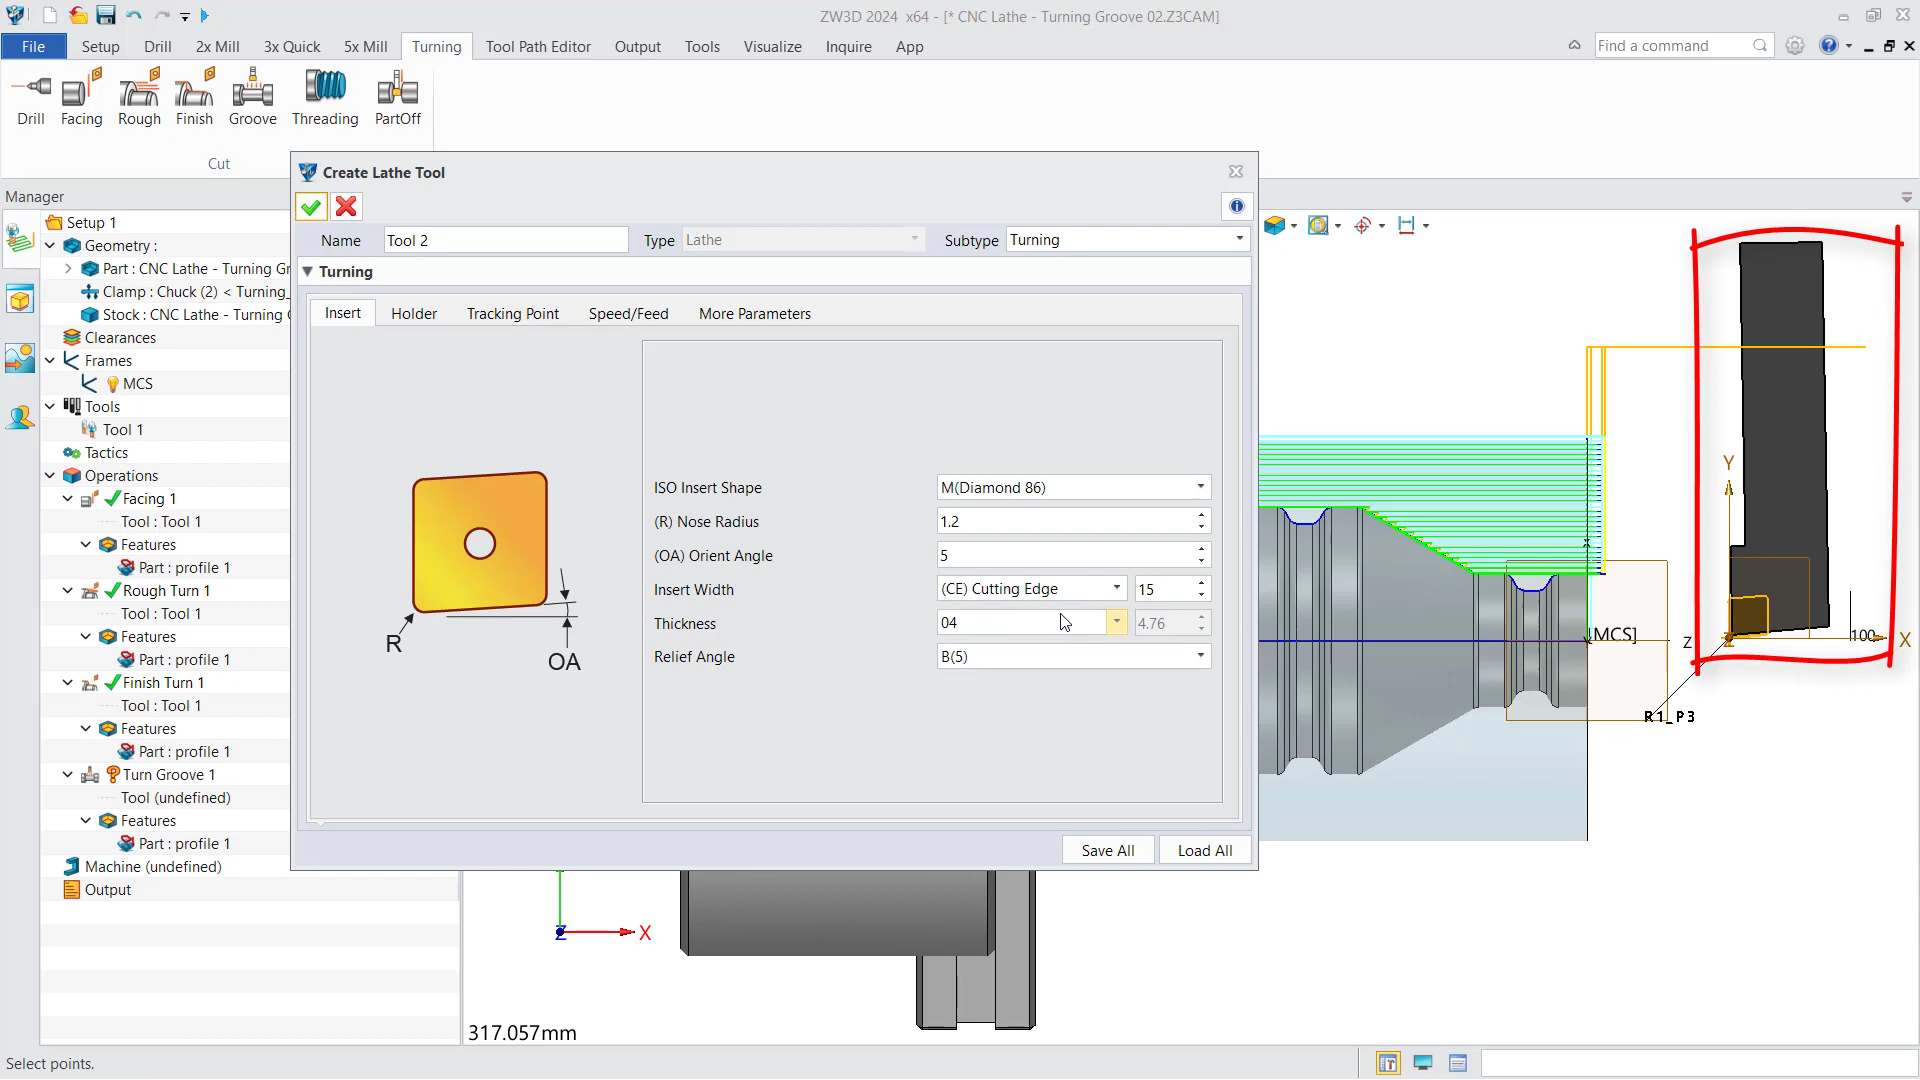 ZW3D 2024 x64 - [* CNC Lathe - Turning Groove 02.Z3CAM]
File Setup Drill 2x Mill 3x Quick 5x Mill Turning Tool Path Editor Output Tools Visualize Inquire App
Find a command
Drill Facing Rough Finish Groove Threading PartOff
Cut
Manager
Setup 1
Geometry :
Part : CNC Lathe - Turning Gr
Clamp : Chuck (2) < Turning_
Stock : CNC Lathe - Turning
Clearances
Frames
MCS
Tools
Tool 1
Tactics
Operations
Facing 1
Tool : Tool 1
Features
Part : profile 1
Rough Turn 1
Tool : Tool 1
Features
Part : profile 1
Finish Turn 1
Tool : Tool 1
Features
Part : profile 1
Turn Groove 1
Tool (undefined)
Features
Part : profile 1
Machine (undefined)
Output
Create Lathe Tool
Name Tool 2 Type Lathe Subtype Turning
Turning
Insert Holder Tracking Point Speed/Feed More Parameters
R
OA
ISO Insert Shape M(Diamond 86)
(R) Nose Radius 1.2
(OA) Orient Angle 5
Insert Width (CE) Cutting Edge 15
Thickness 04 4.76
Relief Angle B(5)
Save All Load All
Y
X
[MCS]
Z
Z
100
X
R1_P3
Z
X
317.057mm
Select points.